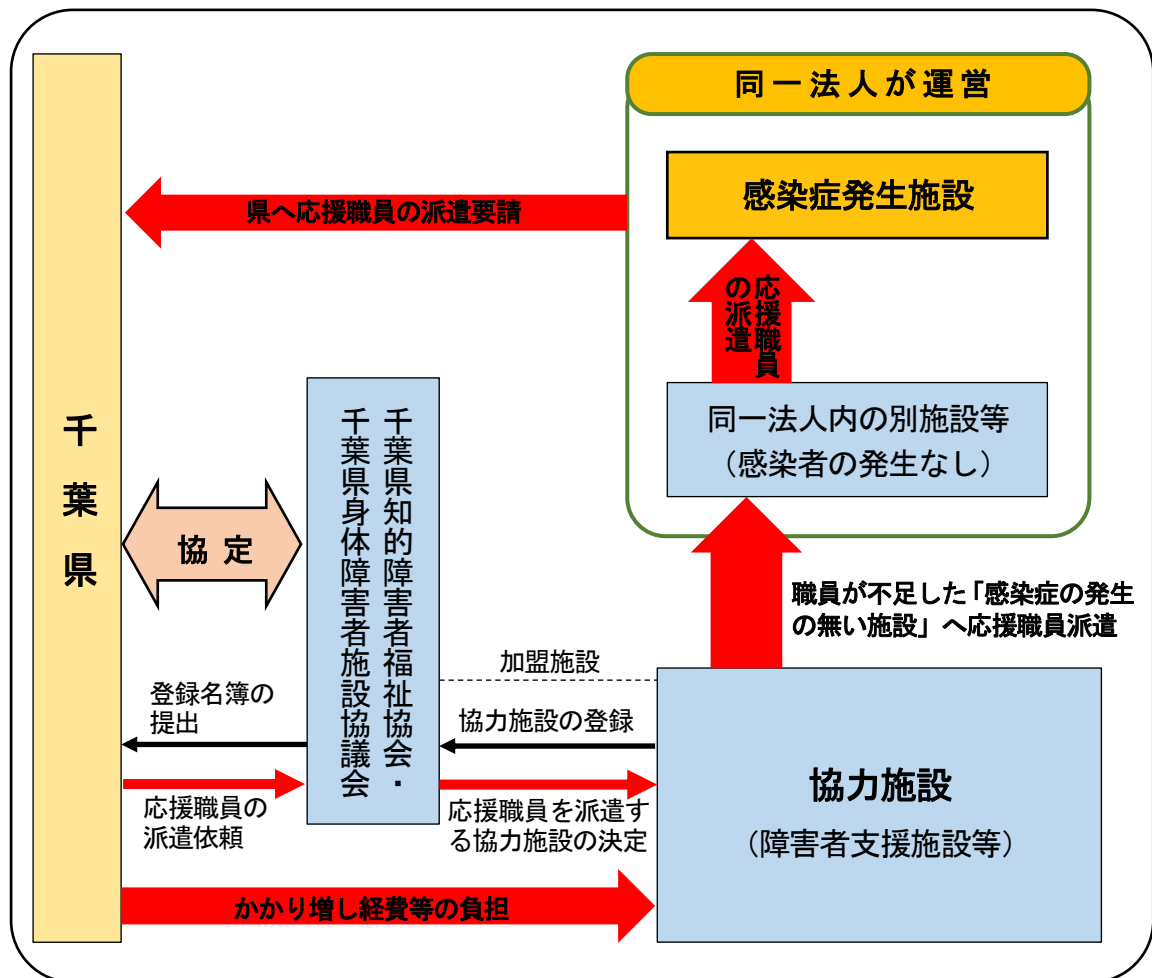 同一法人が運営
感染症発生施設
県へ応援職員の派遣要請
応援職員
の派遣
同一法人内の別施設等
（感染者の発生なし）
千葉県
協定
千葉県知的障害者福祉協会・
千葉県身体障害者施設協議会
職員が不足した「感染症の発生
の無い施設」へ応援職員派遣
加盟施設
登録名簿の
提出
協力施設の登録
応援職員の
派遣依頼
応援職員を派遣す
る協力施設の決定
協力施設
（障害者支援施設等）
かかり増し経費等の負担